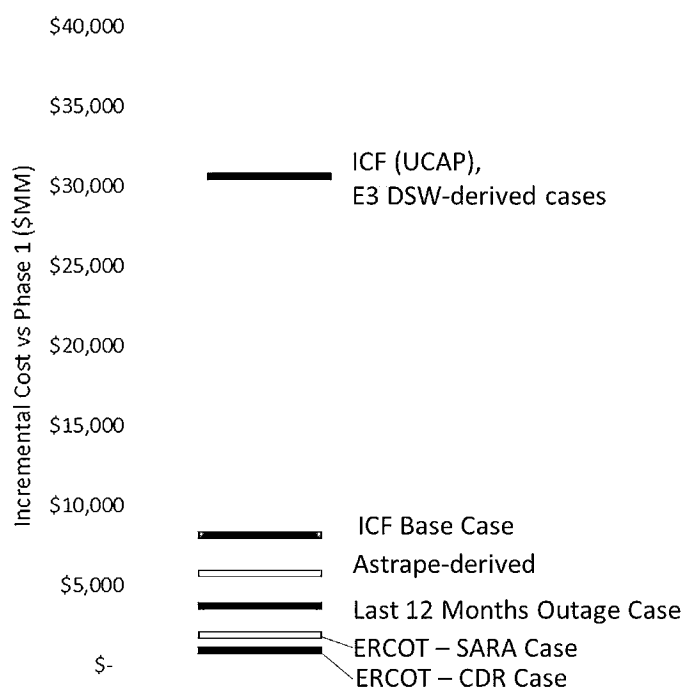 $40,000
$35,000
$30,000
$25,000
$20,000
$15,000
$10,000
$5,000
$-
Incremental Cost vs Phase 1 ($MM)
ICF (UCAP),
E3 DSW-derived cases
ICF Base Case
Astrape-derived
Last 12 Months Outage Case
ERCOT – SARA Case
ERCOT – CDR Case